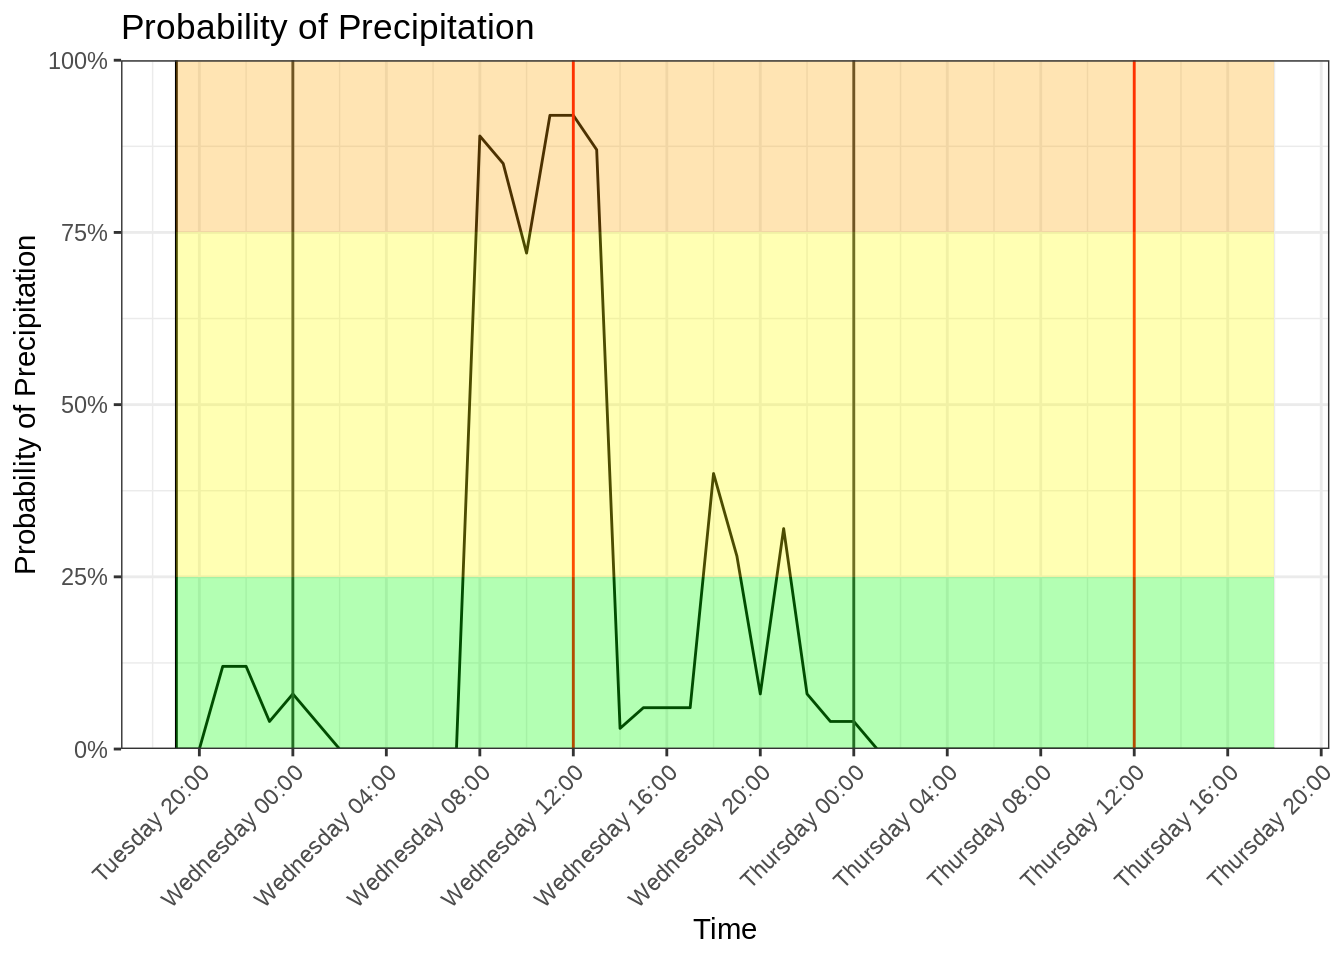 Probability of Precipitation
Probability of Precipitation
100%
75%
50%
25%
0%
Tuesday 20:00
Wednesday 00:00
Wednesday 04:00
Wednesday 08:00
Wednesday 12:00
Wednesday 16:00
Wednesday 20:00
Thursday 00:00
Thursday 04:00
Thursday 08:00
Thursday 12:00
Thursday 16:00
Thursday 20:00
Time